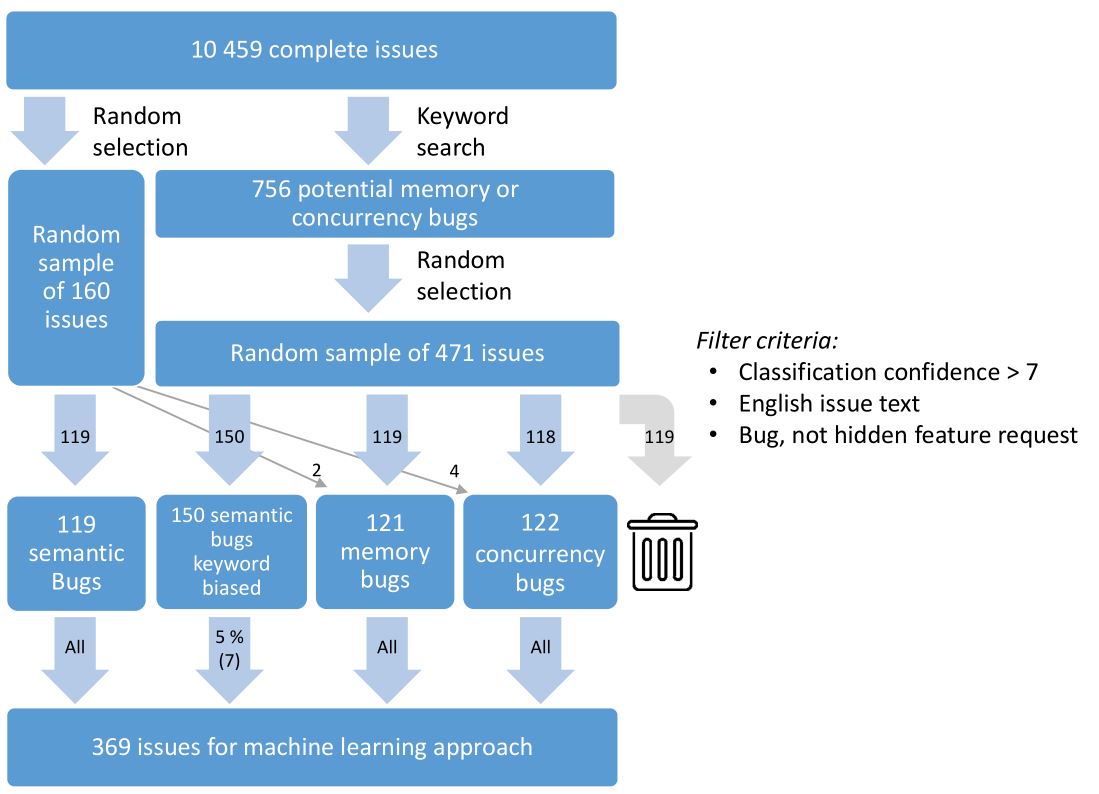 10 459 complete issues
Random
selection
Keyword
search
Random
sample
of 160
issues
756 potential memory or
concurrency bugs
Random
selection
Random sample of 471 issues
Filter criteria:
• Classification confidence > 7
• English issue text
• Bug, not hidden feature request
119
150
119
118
119
2
4
119
semantic
Bugs
150 semantic
bugs
keyword
biased
121
memory
bugs
122
concurrency
bugs
All
5 %
(7)
All
All
369 issues for machine learning approach